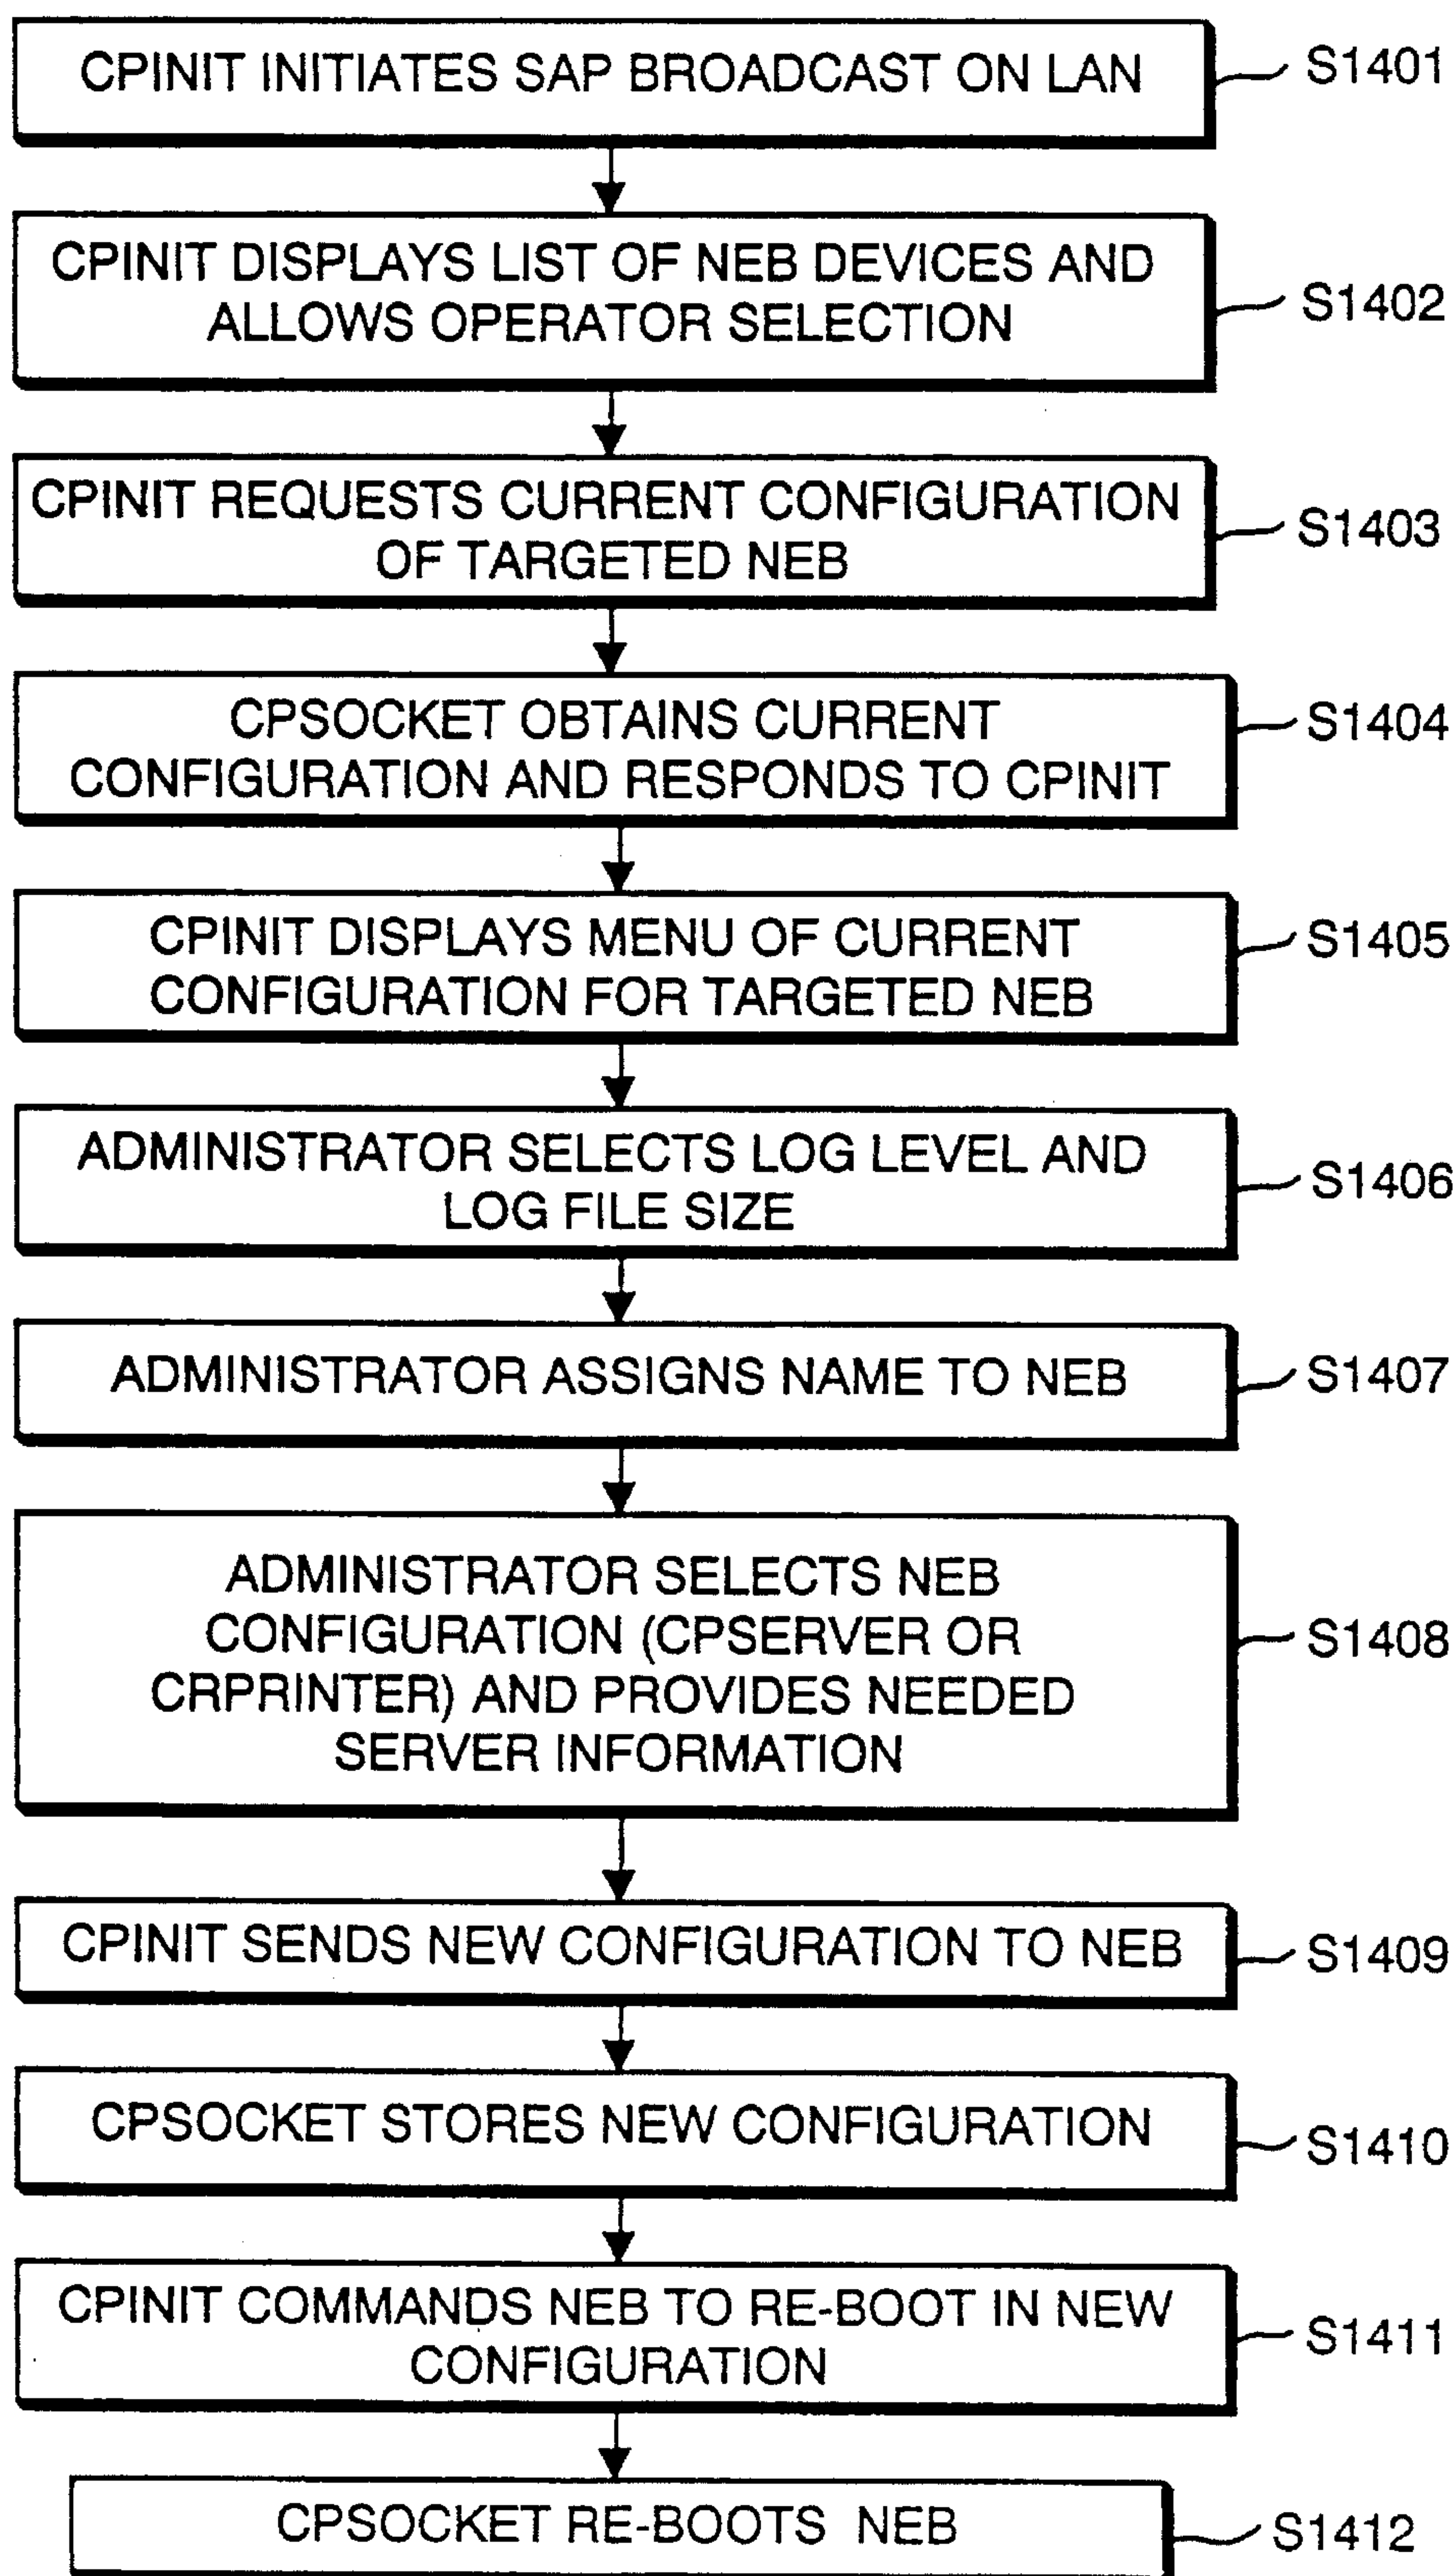 CPINIT INITIATES SAP BROADCAST ON LAN
S1401
CPINIT DISPLAYS LIST OF NEB DEVICES AND
ALLOWS OPERATOR SELECTION
S1402
CPINIT REQUESTS CURRENT CONFIGURATION
OF TARGETED NEB
S1403
CPSOCKET OBTAINS CURRENT
CONFIGURATION AND RESPONDS TO CPINIT
S1404
CPINIT DISPLAYS MENU OF CURRENT
CONFIGURATION FOR TARGETED NEB
S1405
ADMINISTRATOR SELECTS LOG LEVEL AND
LOG FILE SIZE
S1406
ADMINISTRATOR ASSIGNS NAME TO NEB
S1407
ADMINISTRATOR SELECTS NEB
CONFIGURATION (CPSERVER OR
CRPRINTER) AND PROVIDES NEEDED
SERVER INFORMATION
S1408
CPINIT SENDS NEW CONFIGURATION TO NEB
S1409
CPSOCKET STORES NEW CONFIGURATION
S1410
CPINIT COMMANDS NEB TO RE-BOOT IN NEW
CONFIGURATION
S1411
CPSOCKET RE-BOOTS NEB
S1412